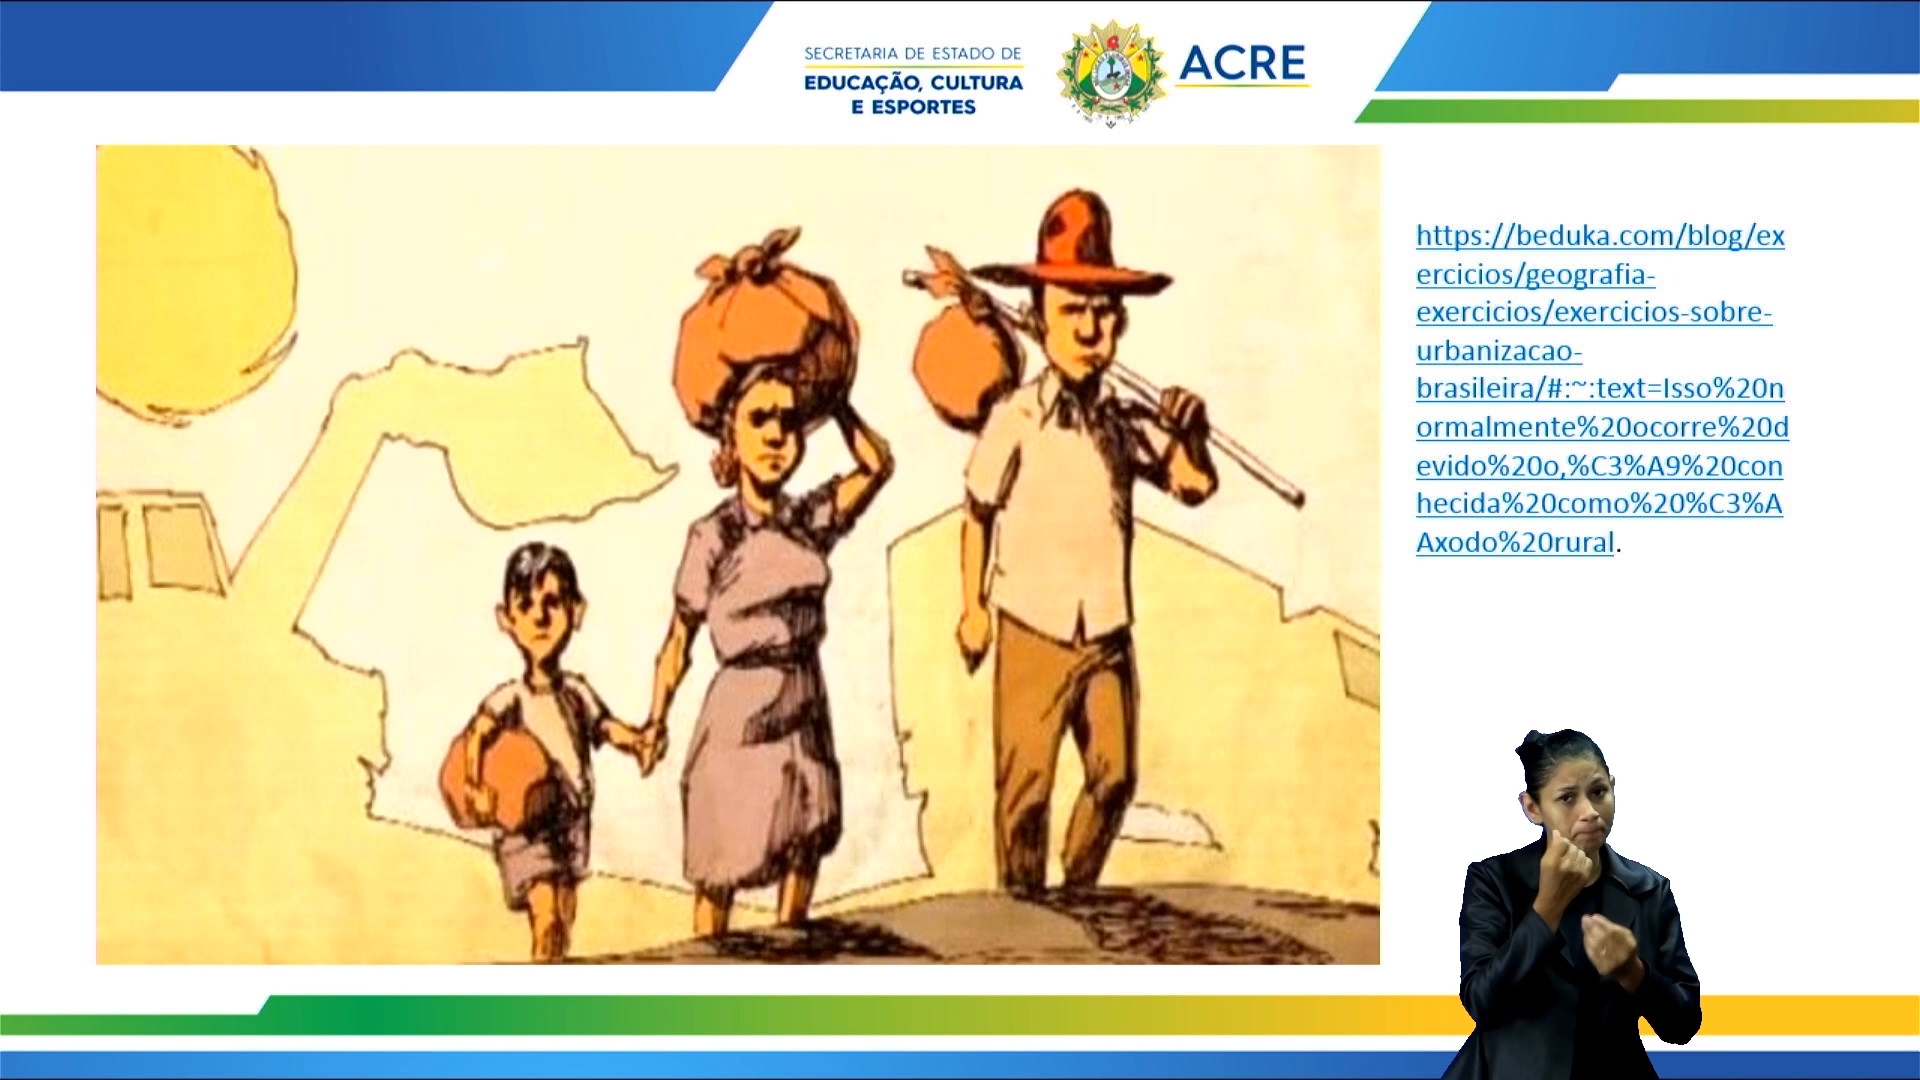 SECRETARIA DE ESTADO DE
EDUCAÇÃO, CULTURA
E ESPORTES
ACRE
https://beduka.com/blog/ex
ercicios/geografia-
exercicios/exercicios-sobre-
urbanizacao-
brasileira/#:~:text=Isso%20n
ormalmente%20ocorre%20d
evido%20o,%C3%A9%20con
hecida%20como%20%C3%A
Axodo%20rural.